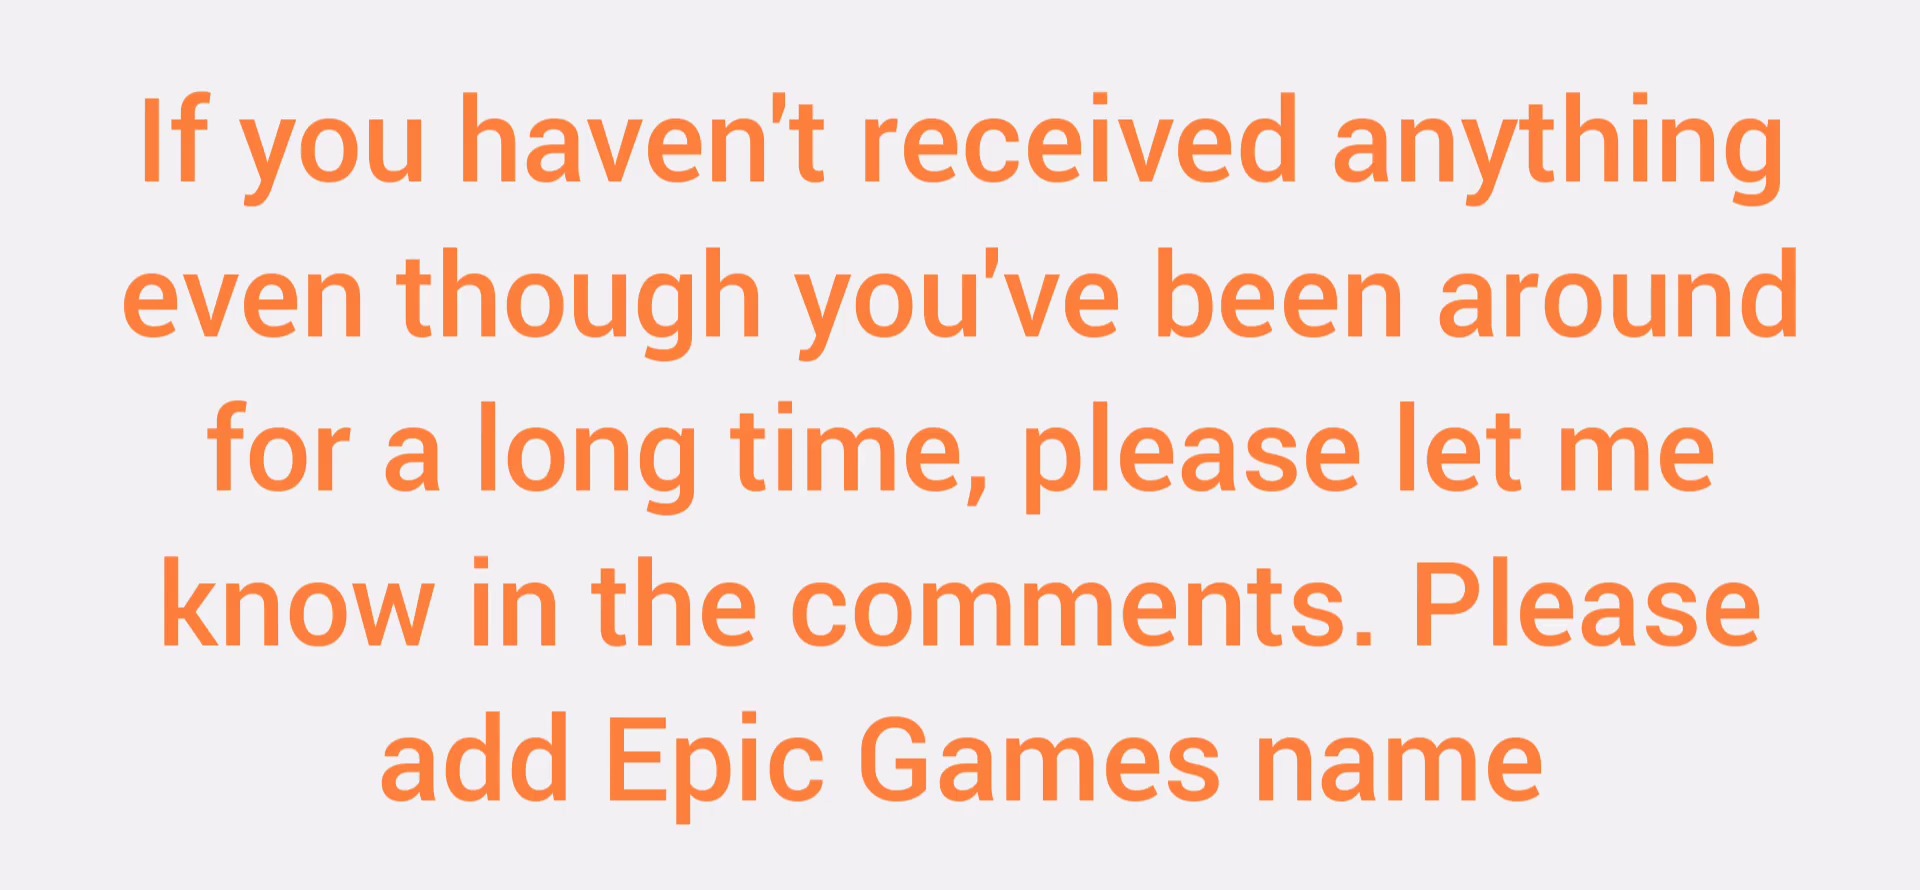 If you haven't received anything
even though you've been around
for a long time, please let me
know in the comments. Please
add Epic Games name